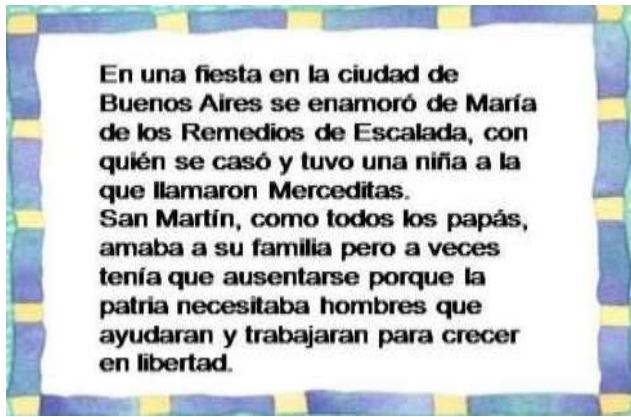 En una fiesta en la ciudad de
Buenos Aires se enamoró de María
de los Remedios de Escalada, con
quién se casó y tuvo una niña a la
que llamaron Merceditas.
San Martín, como todos los papás,
amaba a su familia pero a veces
tenía que ausentarse porque la
patria necesitaba hombres que
ayudaran y trabajaran para crecer
en libertad.